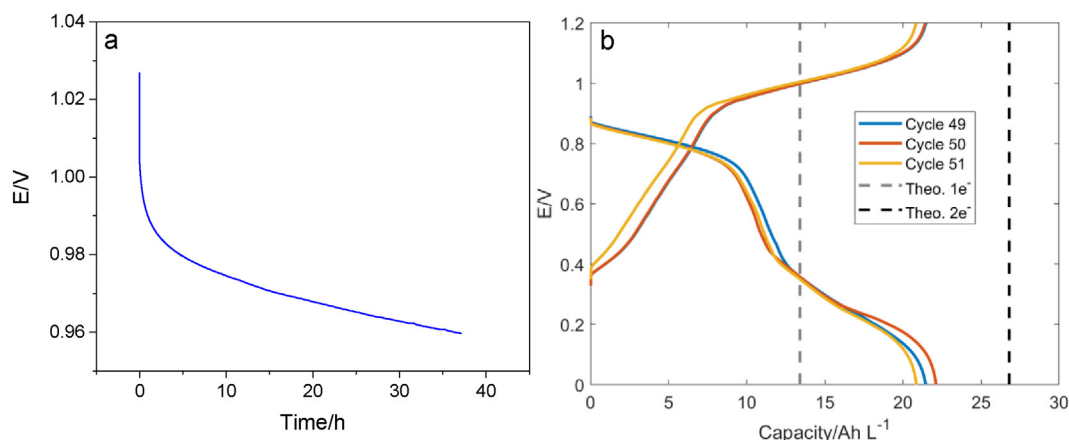 a
1.04
1.02
1.00
0.98
0.96
E/V
0
10
20
30
40
Time/h
b
1.2
1
0.8
0.6
0.4
0.2
0
E/V
Cycle 49
Cycle 50
Cycle 51
Theo. 1e⁻
Theo. 2e⁻
0
5
10
15
20
25
30
Capacity/Ah L⁻¹